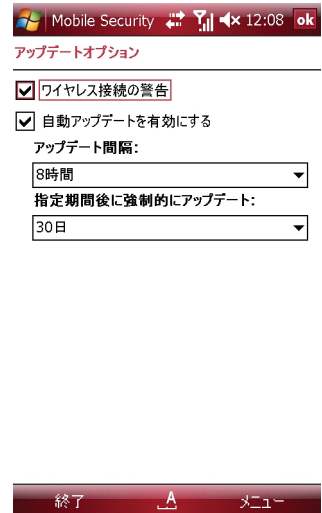 Mobile Security 12:08 ok
アップデートオプション
ワイヤレス接続の警告
自動アップデートを有効にする
アップデート間隔:
8時間
指定期間後に強制的にアップデート:
30日
終了 A メニュー